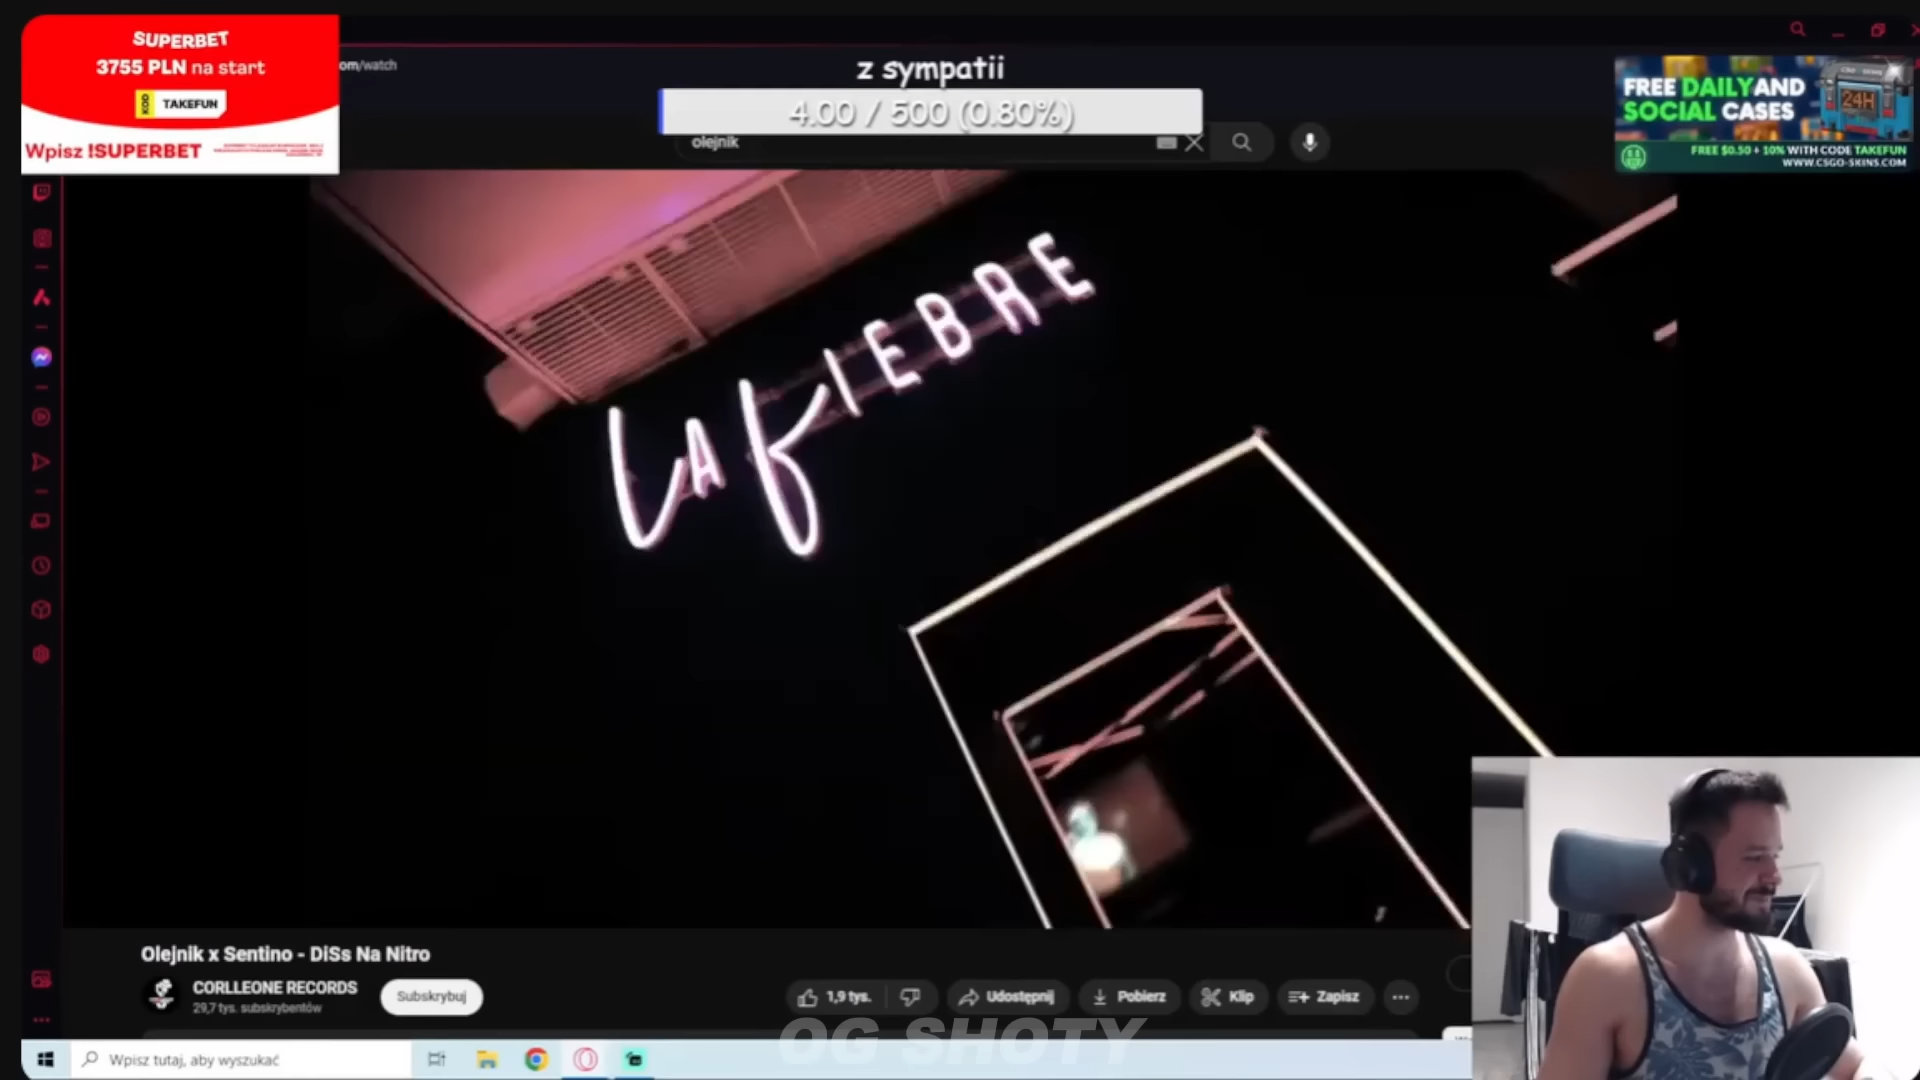 SUPERBET
3755 PLN na start
KOD TAKEFUN
Wpisz !SUPERBET
om/watch
z sympatii
4.00 / 500 (0.80%)
olejnik
FREE DAILY AND
SOCIAL CASES
24H
FREE $0.50 + 10% WITH CODE TAKEFUN
WWW.CSGO-SKINS.COM
LA FIEBRE
Olejnik x Sentino - DiSs Na Nitro
CORLLEONE RECORDS
29,7 tys. subskrybentów
Subskrybuj
1,9 tys.
Udostępnij
Pobierz
Klip
Zapisz
OG SHOTY
Wpisz tutaj, aby wyszukać